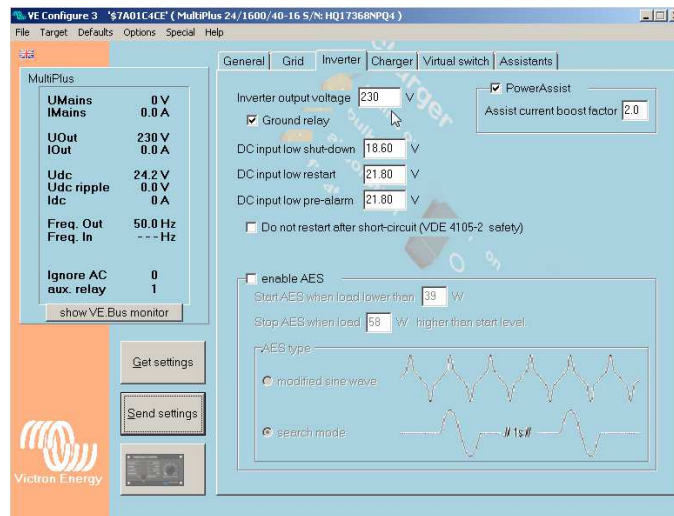 VE Configure 3 '$7A01C4CE' ( MultiPlus 24/1600/40-16 S/N: HQ17368NPQ4 )
File Target Defaults Options Special Help
General Grid Inverter Charger Virtual switch Assistants
MultiPlus
UMains 0 V
IMains 0.0 A
UOut 230 V
IOut 0.0 A
Udc 24.2 V
Udc ripple 0.0 V
Idc 0 A
Freq. Out 50.0 Hz
Freq. In --- Hz
Ignore AC 0
aux. relay 1
show VE.Bus monitor
Get settings
Send settings
Victron Energy
Inverter output voltage 230 V
Ground relay
PowerAssist
Assist current boost factor 2.0
DC input low shut-down 18.60 V
DC input low restart 21.80 V
DC input low pre-alarm 21.80 V
Do not restart after short-circuit (VDE 4105-2 safety)
enable AES
Start AES when load lower than 39 W
Stop AES when load 58 W higher than start level.
AES type
modified sine wave
search mode
// 1s //